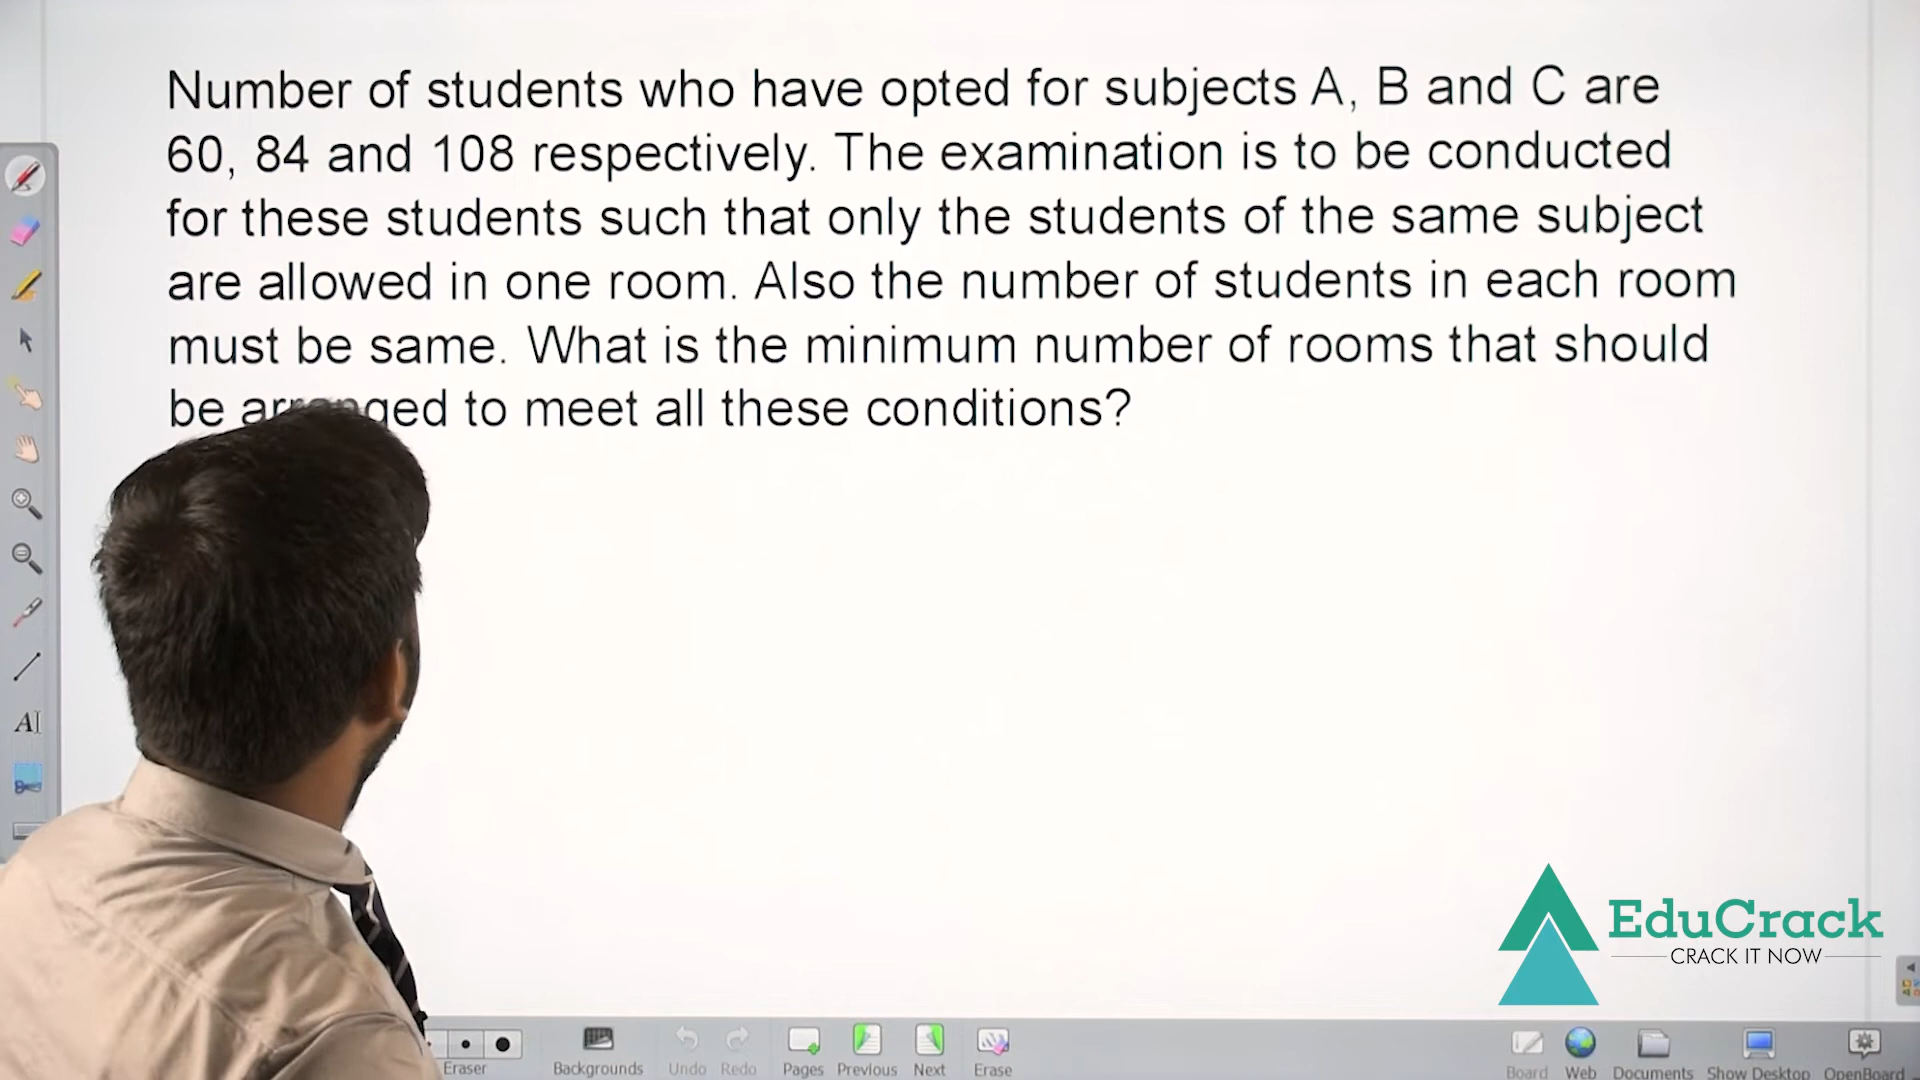 Number of students who have opted for subjects A, B and C are
60, 84 and 108 respectively. The examination is to be conducted
for these students such that only the students of the same subject
are allowed in one room. Also the number of students in each room
must be same. What is the minimum number of rooms that should
be arranged to meet all these conditions?
AI
EduCrack
CRACK IT NOW
Eraser Backgrounds Undo Redo Pages Previous Next Erase Board Web Documents Show Desktop OpenBoard